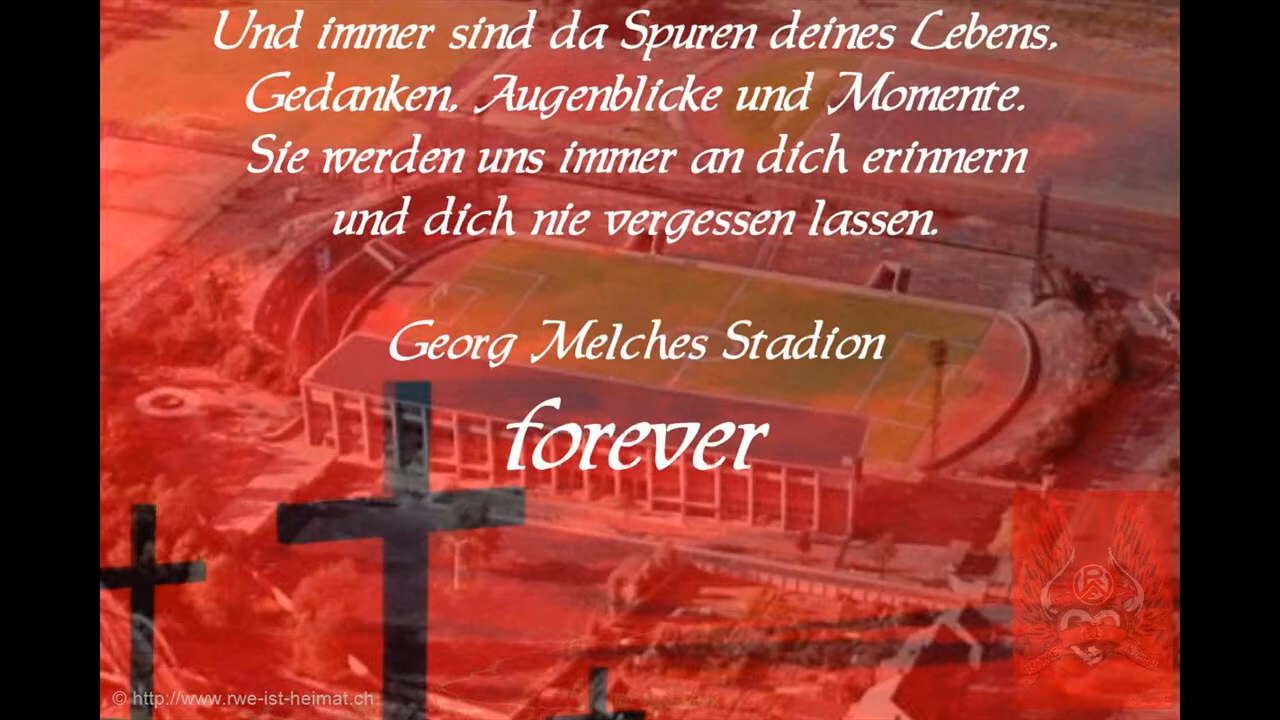 Und immer sind da Spuren deines Lebens,
Gedanken, Augenblicke und Momente.
Sie werden uns immer an dich erinnern
und dich nie vergessen lassen.
Georg Melches Stadion
forever
© http://www.rwe-ist-heimat.ch